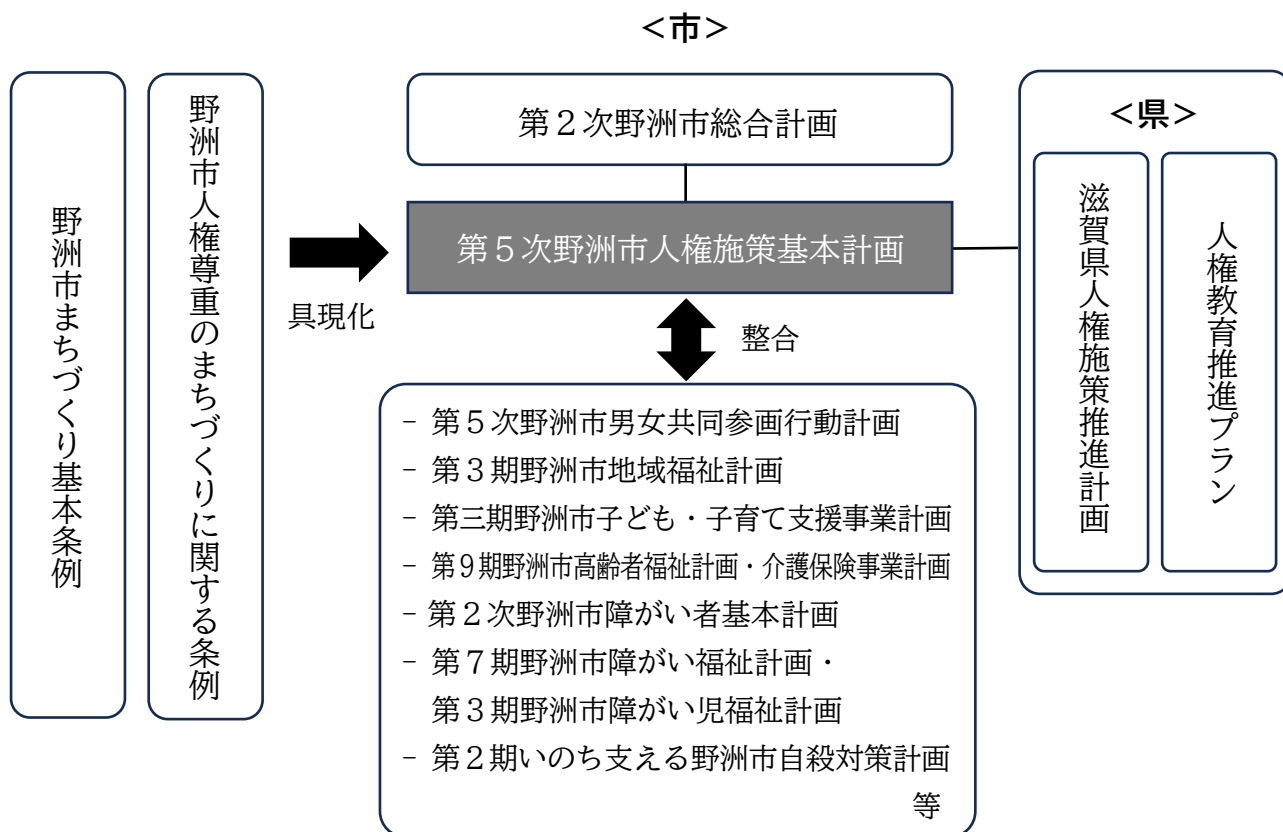 ＜市＞
野洲市まちづくり基本条例
野洲市人権尊重のまちづくりに関する条例
具現化
第２次野洲市総合計画
第５次野洲市人権施策基本計画
整合
－ 第５次野洲市男女共同参画行動計画
－ 第３期野洲市地域福祉計画
－ 第三期野洲市子ども・子育て支援事業計画
－ 第９期野洲市高齢者福祉計画・介護保険事業計画
－ 第２次野洲市障がい者基本計画
－ 第７期野洲市障がい福祉計画・
第３期野洲市障がい児福祉計画
－ 第２期いのち支える野洲市自殺対策計画
等
＜県＞
滋賀県人権施策推進計画
人権教育推進プラン